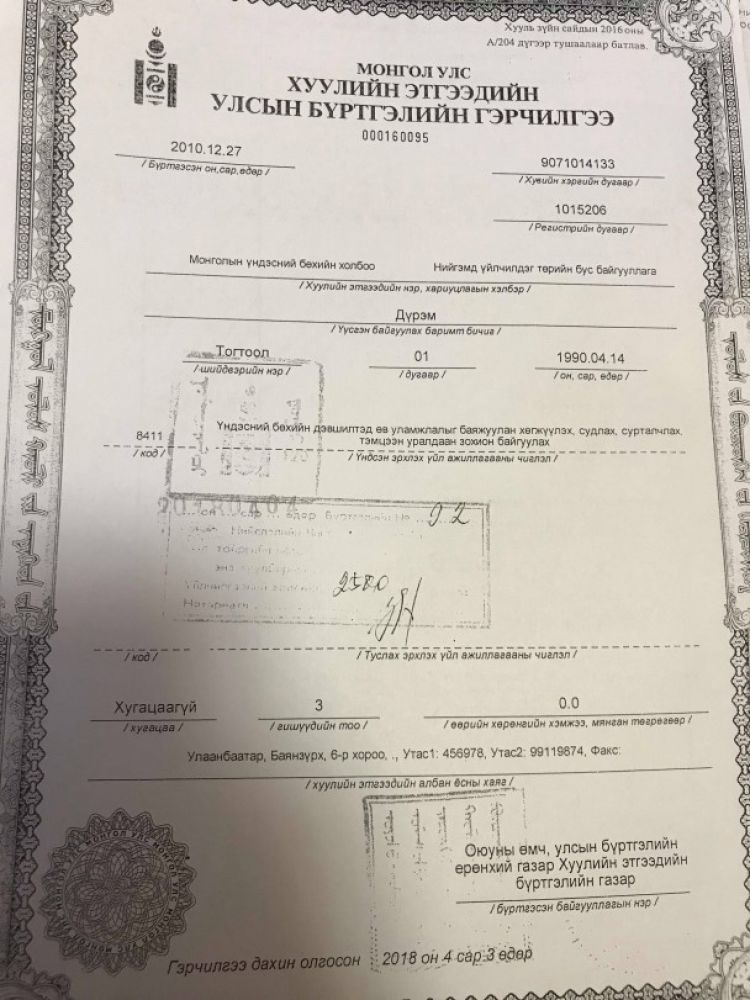 Хууль зүйн сайдын 2016 оны
А/204 дүгээр тушаалаар батлав.
МОНГОЛ УЛС
ХУУЛИЙН ЭТГЭЭДИЙН
УЛСЫН БҮРТГЭЛИЙН ГЭРЧИЛГЭЭ
000160095
2010.12.27
/ Бүртгэсэн он,сар,өдөр /
9071014133
/ Хувийн хэргийн дугаар /
1015206
/ Регистрийн дугаар /
Монголын үндэсний бөхийн холбоо Нийгэмд үйлчилдэг төрийн бус байгууллага
/ Хуулийн этгээдийн нэр, хариуцлагын хэлбэр /
Дүрэм
/ Үүсгэн байгуулах баримт бичиг /
Тогтоол 01 1990.04.14
/-шийдвэрийн нэр / / дугаар / / он, сар, өдөр /
8411 Үндэсний бөхийн дэвшилтэд өв уламжлалыг баяжуулан хөгжүүлэх, судлах, сурталчлах,
тэмцээн уралдаан зохион байгуулах
/ код / / Үндсэн эрхлэх үйл ажиллагааны чиглэл /
он сар өдөр бүртгэлийн № 92
2500
/ код / / Туслах эрхлэх үйл ажиллагааны чиглэл /
Хугацаагүй 3 0.0
/ хугацаа / / гишүүдийн тоо / / өөрийн хөрөнгийн хэмжээ, мянган төгрөгөөр /
Улаанбаатар, Баянзүрх, 6-р хороо, ., Утас1: 456978, Утас2: 99119874, Факс:
/ хуулийн этгээдийн албан ёсны хаяг /
Оюуны өмч, улсын бүртгэлийн
ерөнхий газар Хуулийн этгээдийн
бүртгэлийн газар
/ бүртгэсэн байгууллагын нэр /
Гэрчилгээ дахин олгосон 2018 он 4 сар 3 өдөр